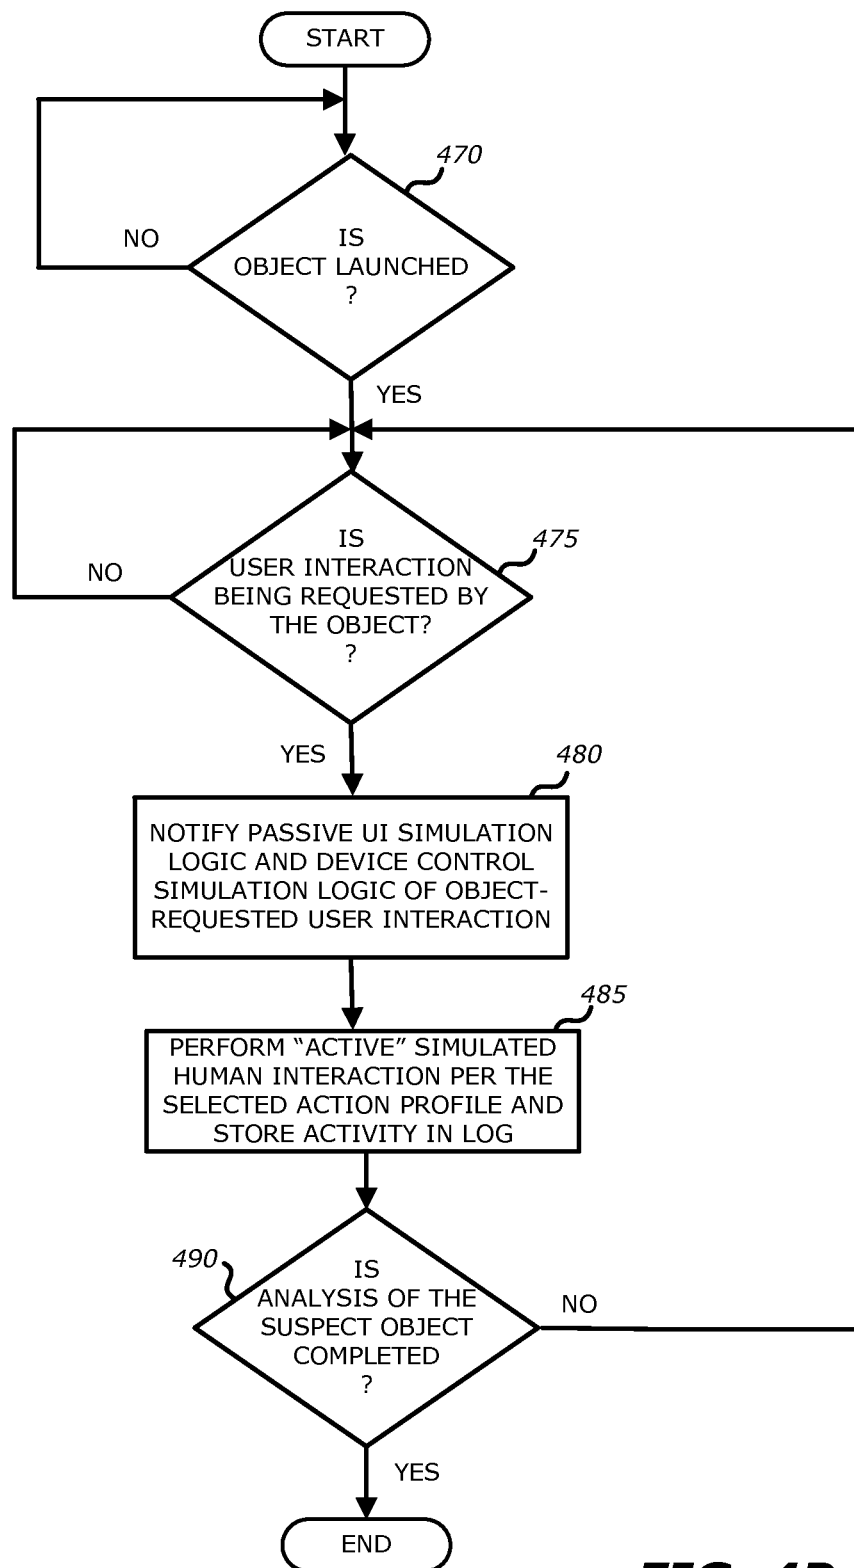 START
470
IS
OBJECT LAUNCHED
?
NO
YES
475
IS
USER INTERACTION
BEING REQUESTED BY
THE OBJECT?
?
NO
YES
480
NOTIFY PASSIVE UI SIMULATION
LOGIC AND DEVICE CONTROL
SIMULATION LOGIC OF OBJECT-
REQUESTED USER INTERACTION
485
PERFORM “ACTIVE” SIMULATED
HUMAN INTERACTION PER THE
SELECTED ACTION PROFILE AND
STORE ACTIVITY IN LOG
490
IS
ANALYSIS OF THE
SUSPECT OBJECT
COMPLETED
?
NO
YES
END